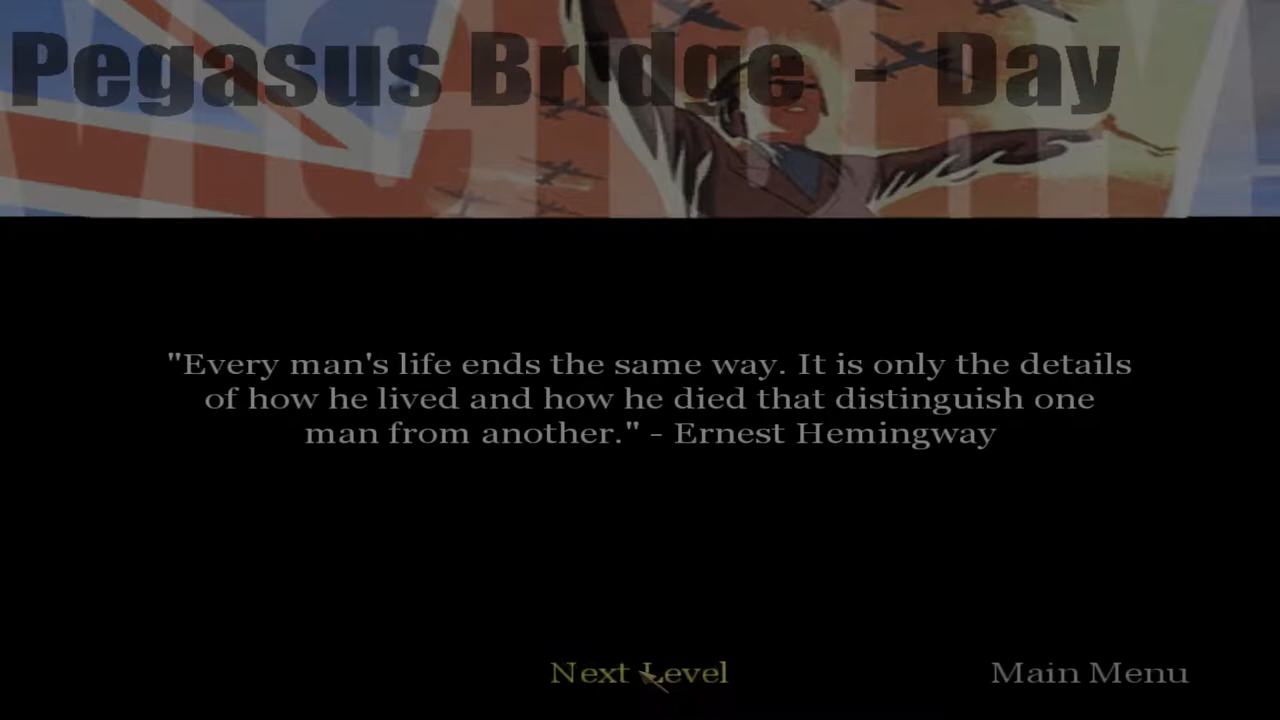 Pegasus Bridge - Day
VICTORY
"Every man's life ends the same way. It is only the details
of how he lived and how he died that distinguish one
man from another." - Ernest Hemingway
Next Level
Main Menu